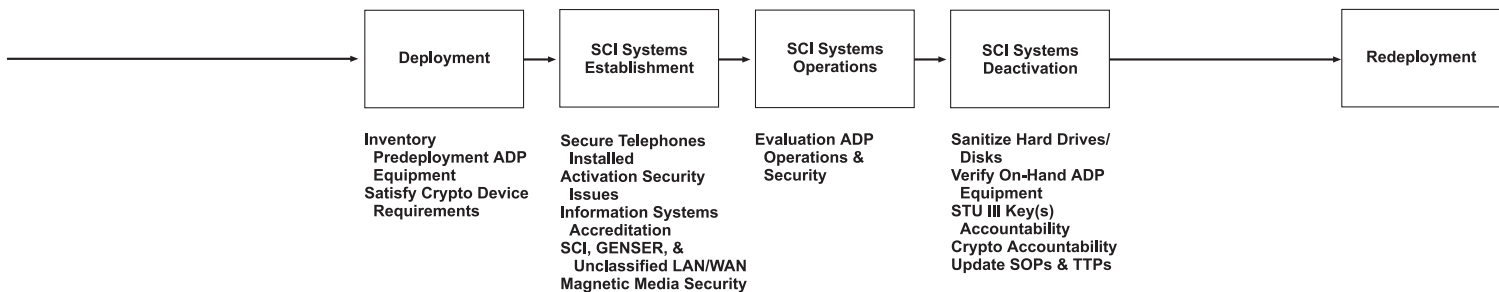 Deployment
SCI Systems
Establishment
SCI Systems
Operations
SCI Systems
Deactivation
Redeployment
Inventory
Predeployment ADP
Equipment
Satisfy Crypto Device
Requirements
Secure Telephones
Installed
Activation Security
Issues
Information Systems
Accreditation
SCI, GENSER, &
Unclassified LAN/WAN
Magnetic Media Security
Evaluation ADP
Operations &
Security
Sanitize Hard Drives/
Disks
Verify On-Hand ADP
Equipment
STU III Key(s)
Accountability
Crypto Accountability
Update SOPs & TTPs